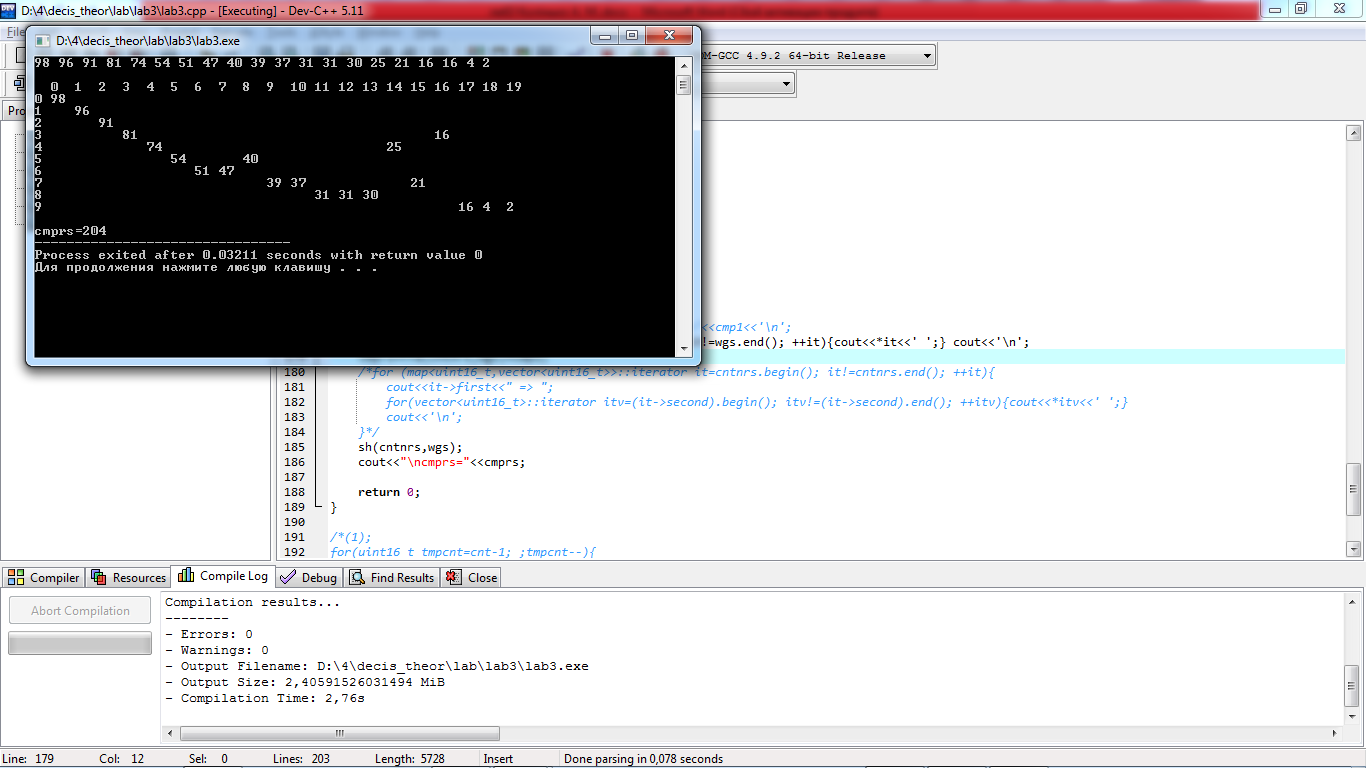 D:\4\decis_theor\lab\lab3\lab3.cpp - [Executing] - Dev-C++ 5.11
D:\4\decis_theor\lab\lab3\lab3.exe
98 96 91 81 74 54 51 47 40 39 37 31 31 30 25 21 16 16 4 2
0 1 2 3 4 5 6 7 8 9 10 11 12 13 14 15 16 17 18 19
0 98
1 96
2 91
3 81 16
4 74 25
5 54 40
6 51 47
7 39 37 21
8 31 31 30
9 16 4 2
cmprs=204
--------------------------------
Process exited after 0.03211 seconds with return value 0
Для продолжения нажмите любую клавишу . . .
M-GCC 4.9.2 64-bit Release
<<cmp1<<'\n';
!=wgs.end(); ++it){cout<<*it<<' ';} cout<<'\n';
180 /*for (map<uint16_t,vector<uint16_t>>::iterator it=cntnrs.begin(); it!=cntnrs.end(); ++it){
181 cout<<it->first<<" => ";
182 for(vector<uint16_t>::iterator itv=(it->second).begin(); itv!=(it->second).end(); ++itv){cout<<*itv<<' ';}
183 cout<<'\n';
184 }*/
185 sh(cntnrs,wgs);
186 cout<<"\ncmprs="<<cmprs;
187
188 return 0;
189 }
190
191 /*(1);
192 for(uint16_t tmpcnt=cnt-1; ;tmpcnt--){
Compiler Resources Compile Log Debug Find Results Close
Abort Compilation
Compilation results...
--------
- Errors: 0
- Warnings: 0
- Output Filename: D:\4\decis_theor\lab\lab3\lab3.exe
- Output Size: 2,40591526031494 MiB
- Compilation Time: 2,76s
Line: 179 Col: 12 Sel: 0 Lines: 203 Length: 5728 Insert Done parsing in 0,078 seconds